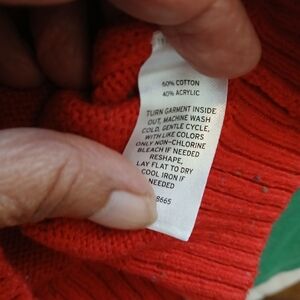 60% COTTON
40% ACRYLIC
TURN GARMENT INSIDE
OUT, MACHINE WASH
COLD, GENTLE CYCLE,
WITH LIKE COLORS
ONLY NON-CHLORINE
BLEACH IF NEEDED
RESHAPE,
LAY FLAT TO DRY
COOL IRON IF
NEEDED
8665